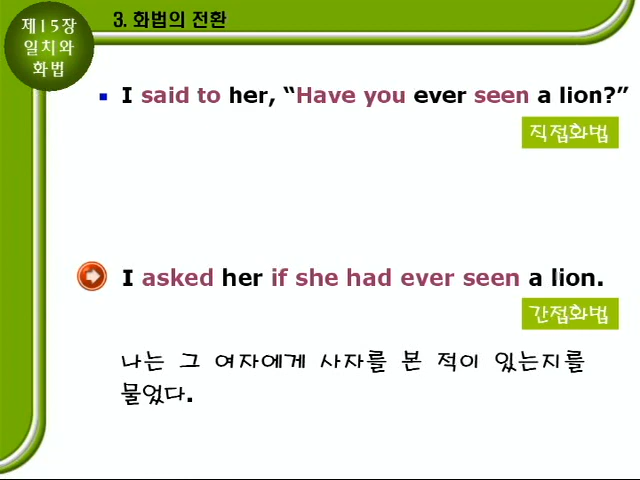 제15장
일치와
화법
3. 화법의 전환
I said to her, “Have you ever seen a lion?”
직접화법
I asked her if she had ever seen a lion.
간접화법
나는 그 여자에게 사자를 본 적이 있는지를
물었다.